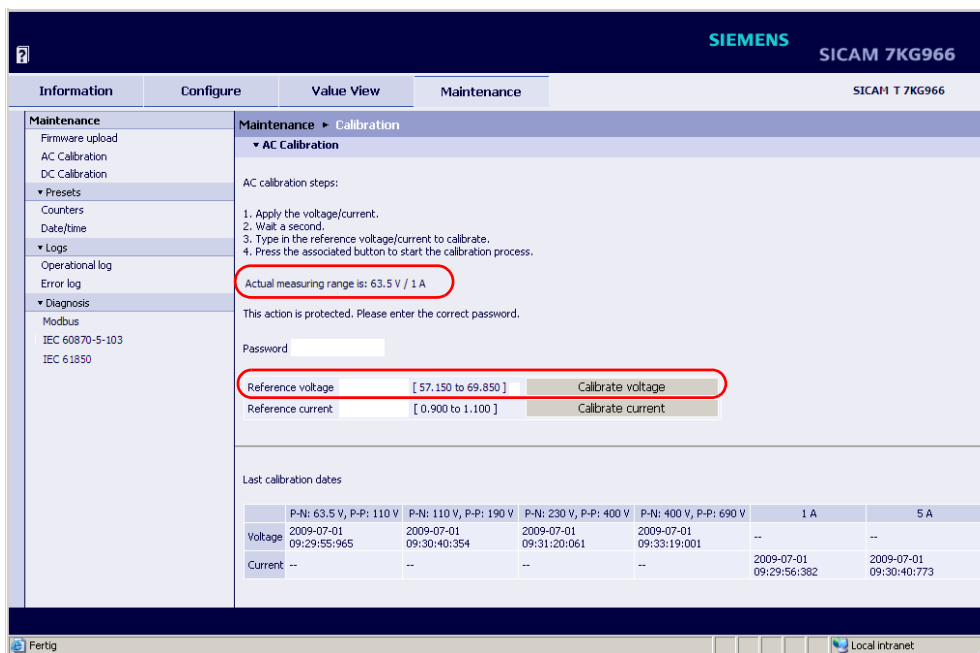 SIEMENS
SICAM 7KG966
Information
Configure
Value View
Maintenance
SICAM T 7KG966
Maintenance
Firmware upload
AC Calibration
DC Calibration
▾ Presets
Counters
Date/time
▾ Logs
Operational log
Error log
▾ Diagnosis
Modbus
IEC 60870-5-103
IEC 61850
Maintenance ▸ Calibration
▾ AC Calibration
AC calibration steps:
1. Apply the voltage/current.
2. Wait a second.
3. Type in the reference voltage/current to calibrate.
4. Press the associated button to start the calibration process.
Actual measuring range is: 63.5 V / 1 A
This action is protected. Please enter the correct password.
Password
Reference voltage [ 57.150 to 69.850 ] Calibrate voltage
Reference current [ 0.900 to 1.100 ] Calibrate current
Last calibration dates
P-N: 63.5 V, P-P: 110 V P-N: 110 V, P-P: 190 V P-N: 230 V, P-P: 400 V P-N: 400 V, P-P: 690 V 1 A 5 A
Voltage 2009-07-01 09:29:55:965 2009-07-01 09:30:40:354 2009-07-01 09:31:20:061 2009-07-01 09:33:19:001 -- --
Current -- -- -- -- 2009-07-01 09:29:56:382 2009-07-01 09:30:40:773
Fertig
Local intranet